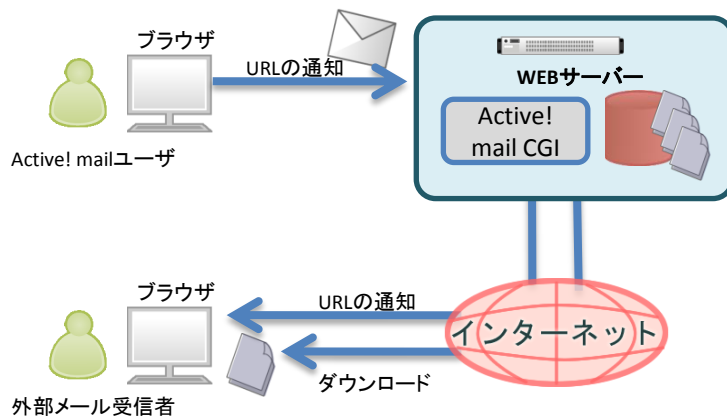 ブラウザ
URLの通知
WEBサーバー
Active!
mail CGI
Active! mailユーザ
ブラウザ
URLの通知
インターネット
ダウンロード
外部メール受信者